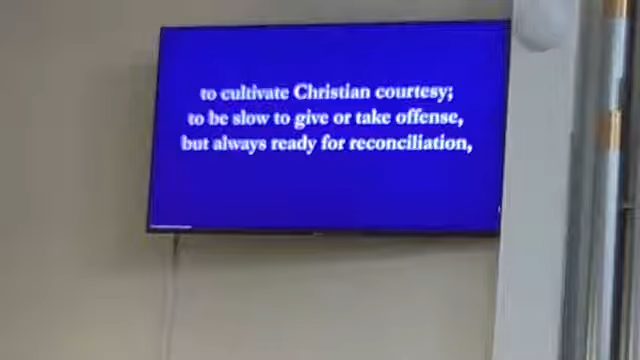 to cultivate Christian courtesy;
to be slow to give or take offense,
but always ready for reconciliation,